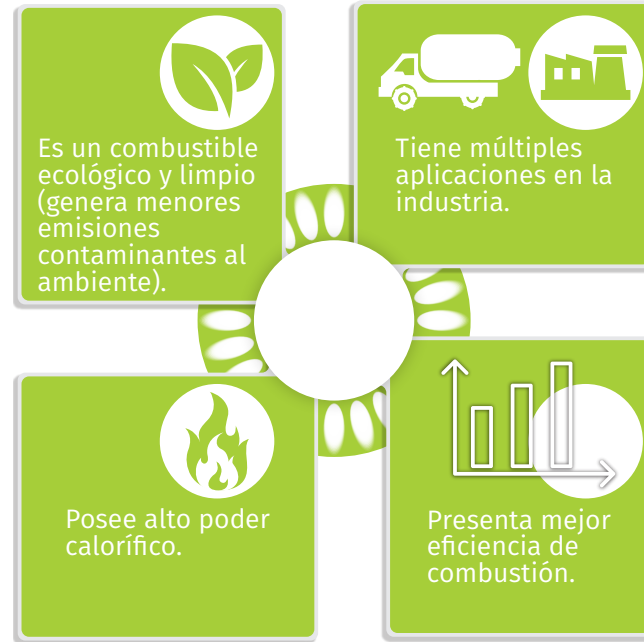 Es un combustible
ecológico y limpio
(genera menores
emisiones
contaminantes al
ambiente).
Tiene múltiples
aplicaciones en la
industria.
Posee alto poder
calorífico.
Presenta mejor
eficiencia de
combustión.